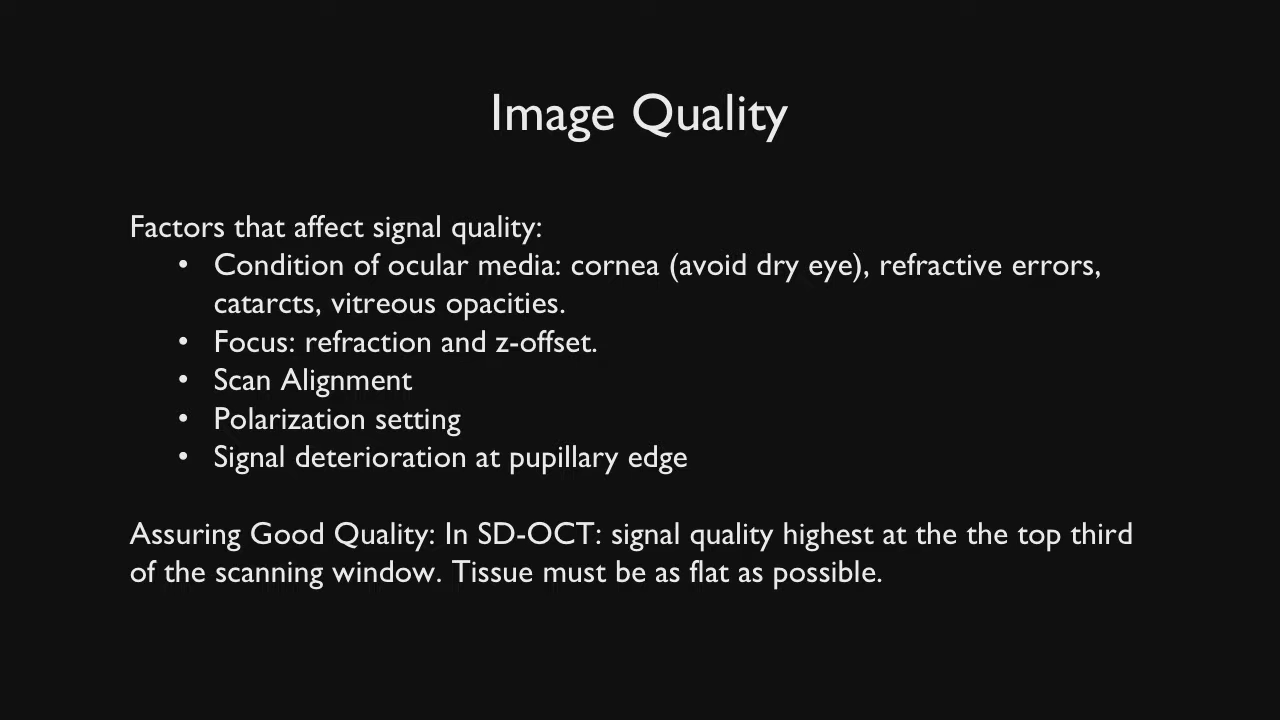 Image Quality
Factors that affect signal quality:
• Condition of ocular media: cornea (avoid dry eye), refractive errors,
catarcts, vitreous opacities.
• Focus: refraction and z-offset.
• Scan Alignment
• Polarization setting
• Signal deterioration at pupillary edge
Assuring Good Quality: In SD-OCT: signal quality highest at the the top third
of the scanning window. Tissue must be as flat as possible.